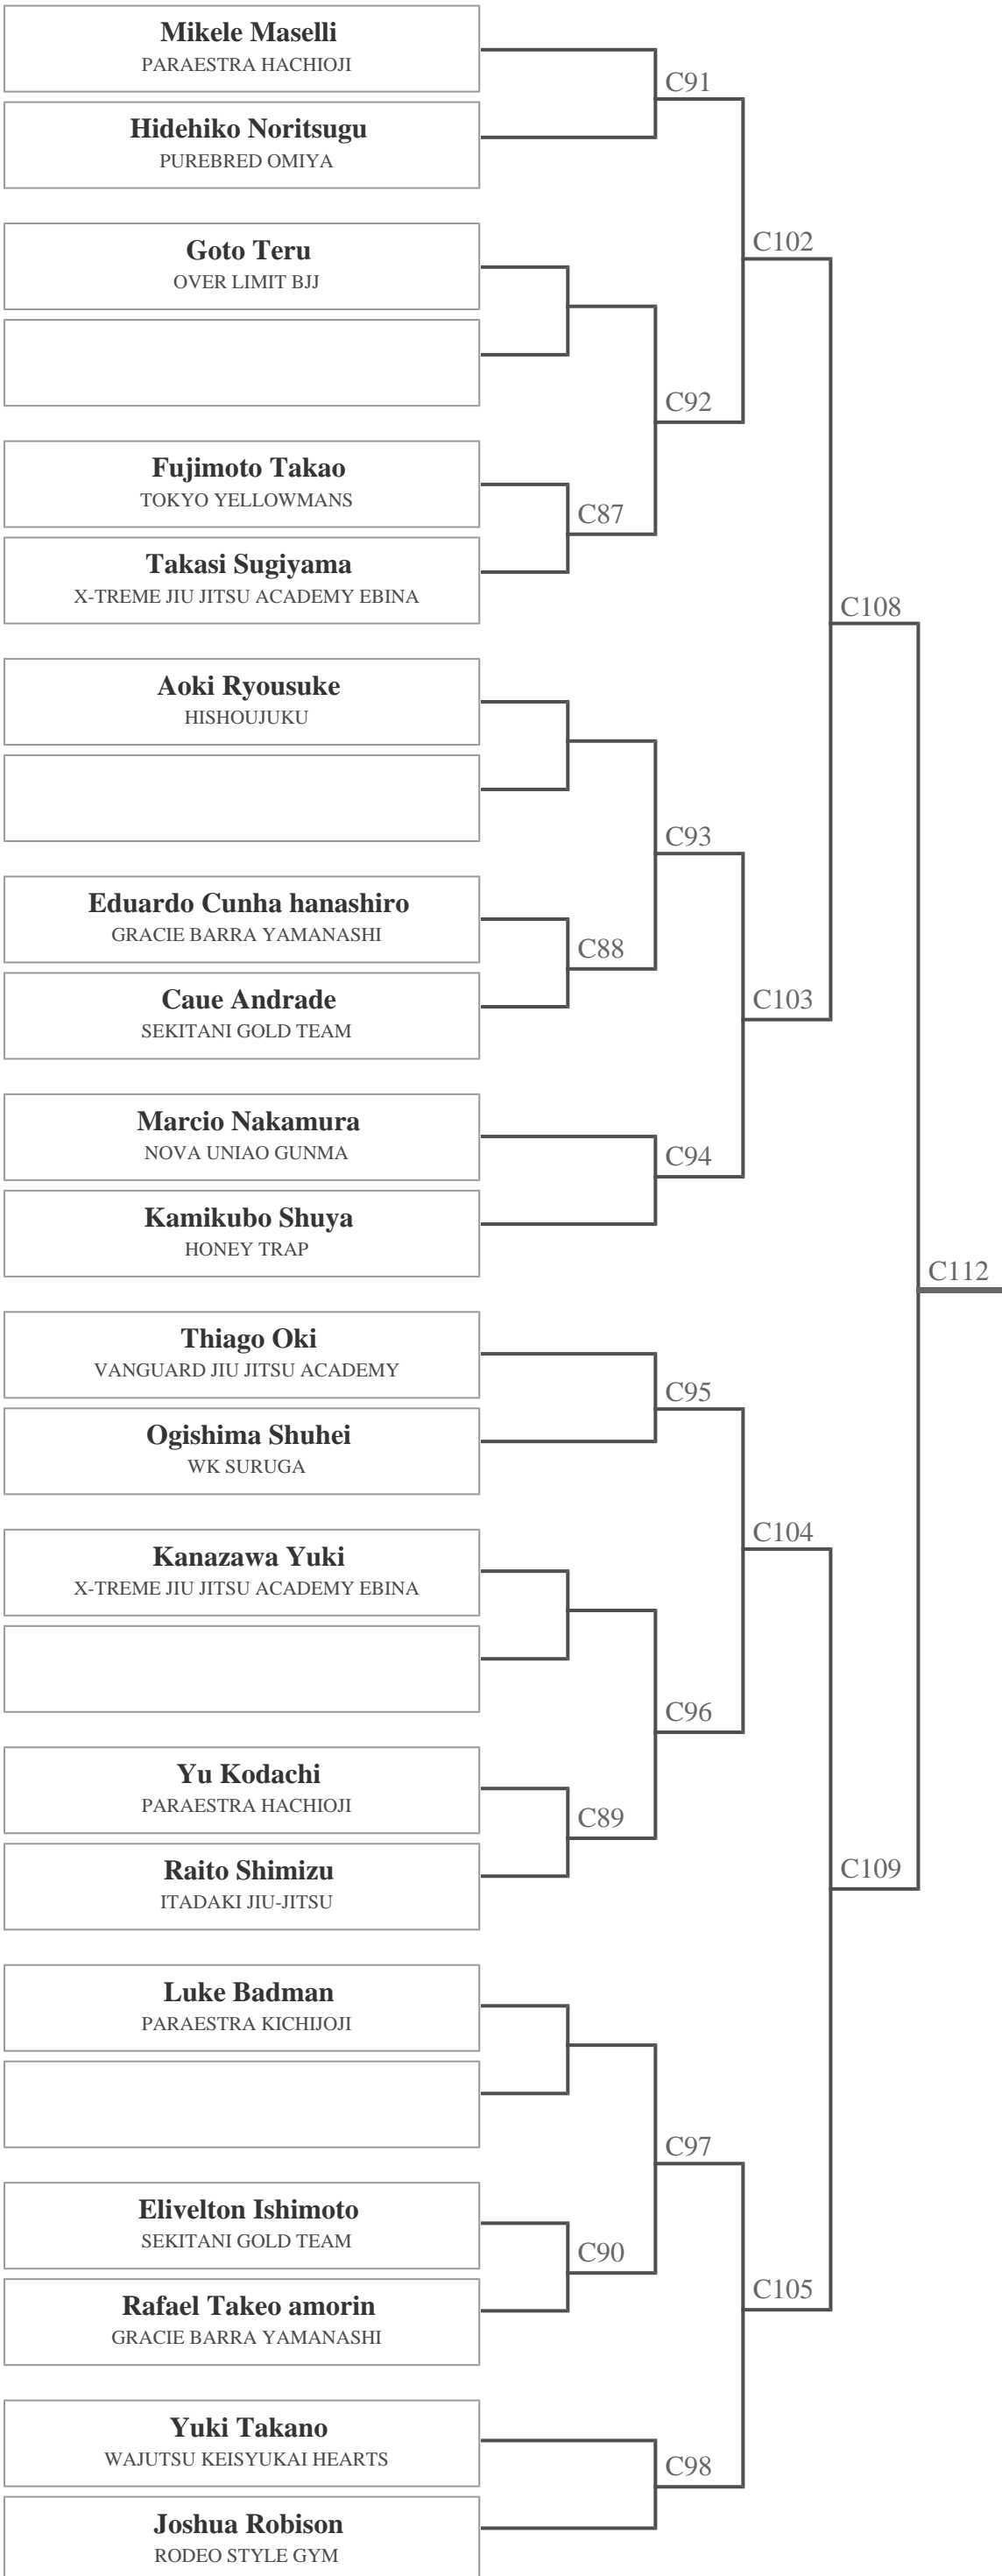 Mikele Maselli
PARAESTRA HACHIOJI
C91
Hidehiko Noritsugu
PUREBRED OMIYA
C102
Goto Teru
OVER LIMIT BJJ
C92
Fujimoto Takao
TOKYO YELLOWMANS
C87
Takasi Sugiyama
X-TREME JIU JITSU ACADEMY EBINA
C108
Aoki Ryousuke
HISHOUJUKU
C93
Eduardo Cunha hanashiro
GRACIE BARRA YAMANASHI
C88
Caue Andrade
SEKITANI GOLD TEAM
C103
Marcio Nakamura
NOVA UNIAO GUNMA
C94
Kamikubo Shuya
HONEY TRAP
C112
Thiago Oki
VANGUARD JIU JITSU ACADEMY
C95
Ogishima Shuhei
WK SURUGA
C104
Kanazawa Yuki
X-TREME JIU JITSU ACADEMY EBINA
C96
Yu Kodachi
PARAESTRA HACHIOJI
C89
Raito Shimizu
ITADAKI JIU-JITSU
C109
Luke Badman
PARAESTRA KICHIJOJI
C97
Elivelton Ishimoto
SEKITANI GOLD TEAM
C90
Rafael Takeo amorin
GRACIE BARRA YAMANASHI
C105
Yuki Takano
WAJUTSU KEISYUKAI HEARTS
C98
Joshua Robison
RODEO STYLE GYM